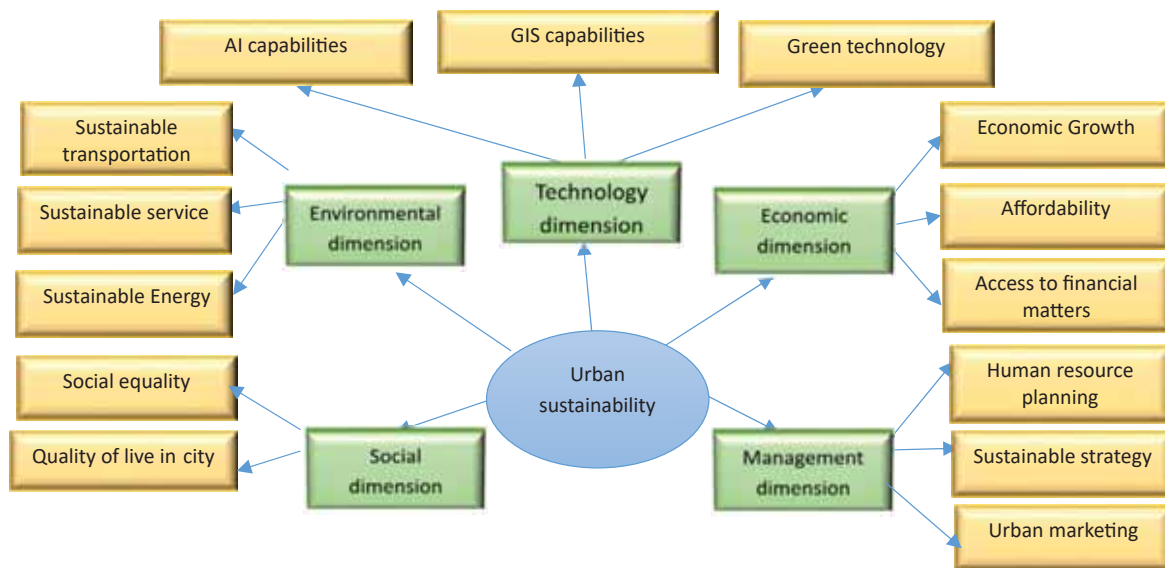 AI capabilities
GIS capabilities
Green technology
Sustainable
transportation
Sustainable service
Sustainable Energy
Environmental
dimension
Technology
dimension
Economic
dimension
Economic Growth
Affordability
Access to financial
matters
Urban
sustainability
Social equality
Quality of live in city
Social
dimension
Management
dimension
Human resource
planning
Sustainable strategy
Urban marketing